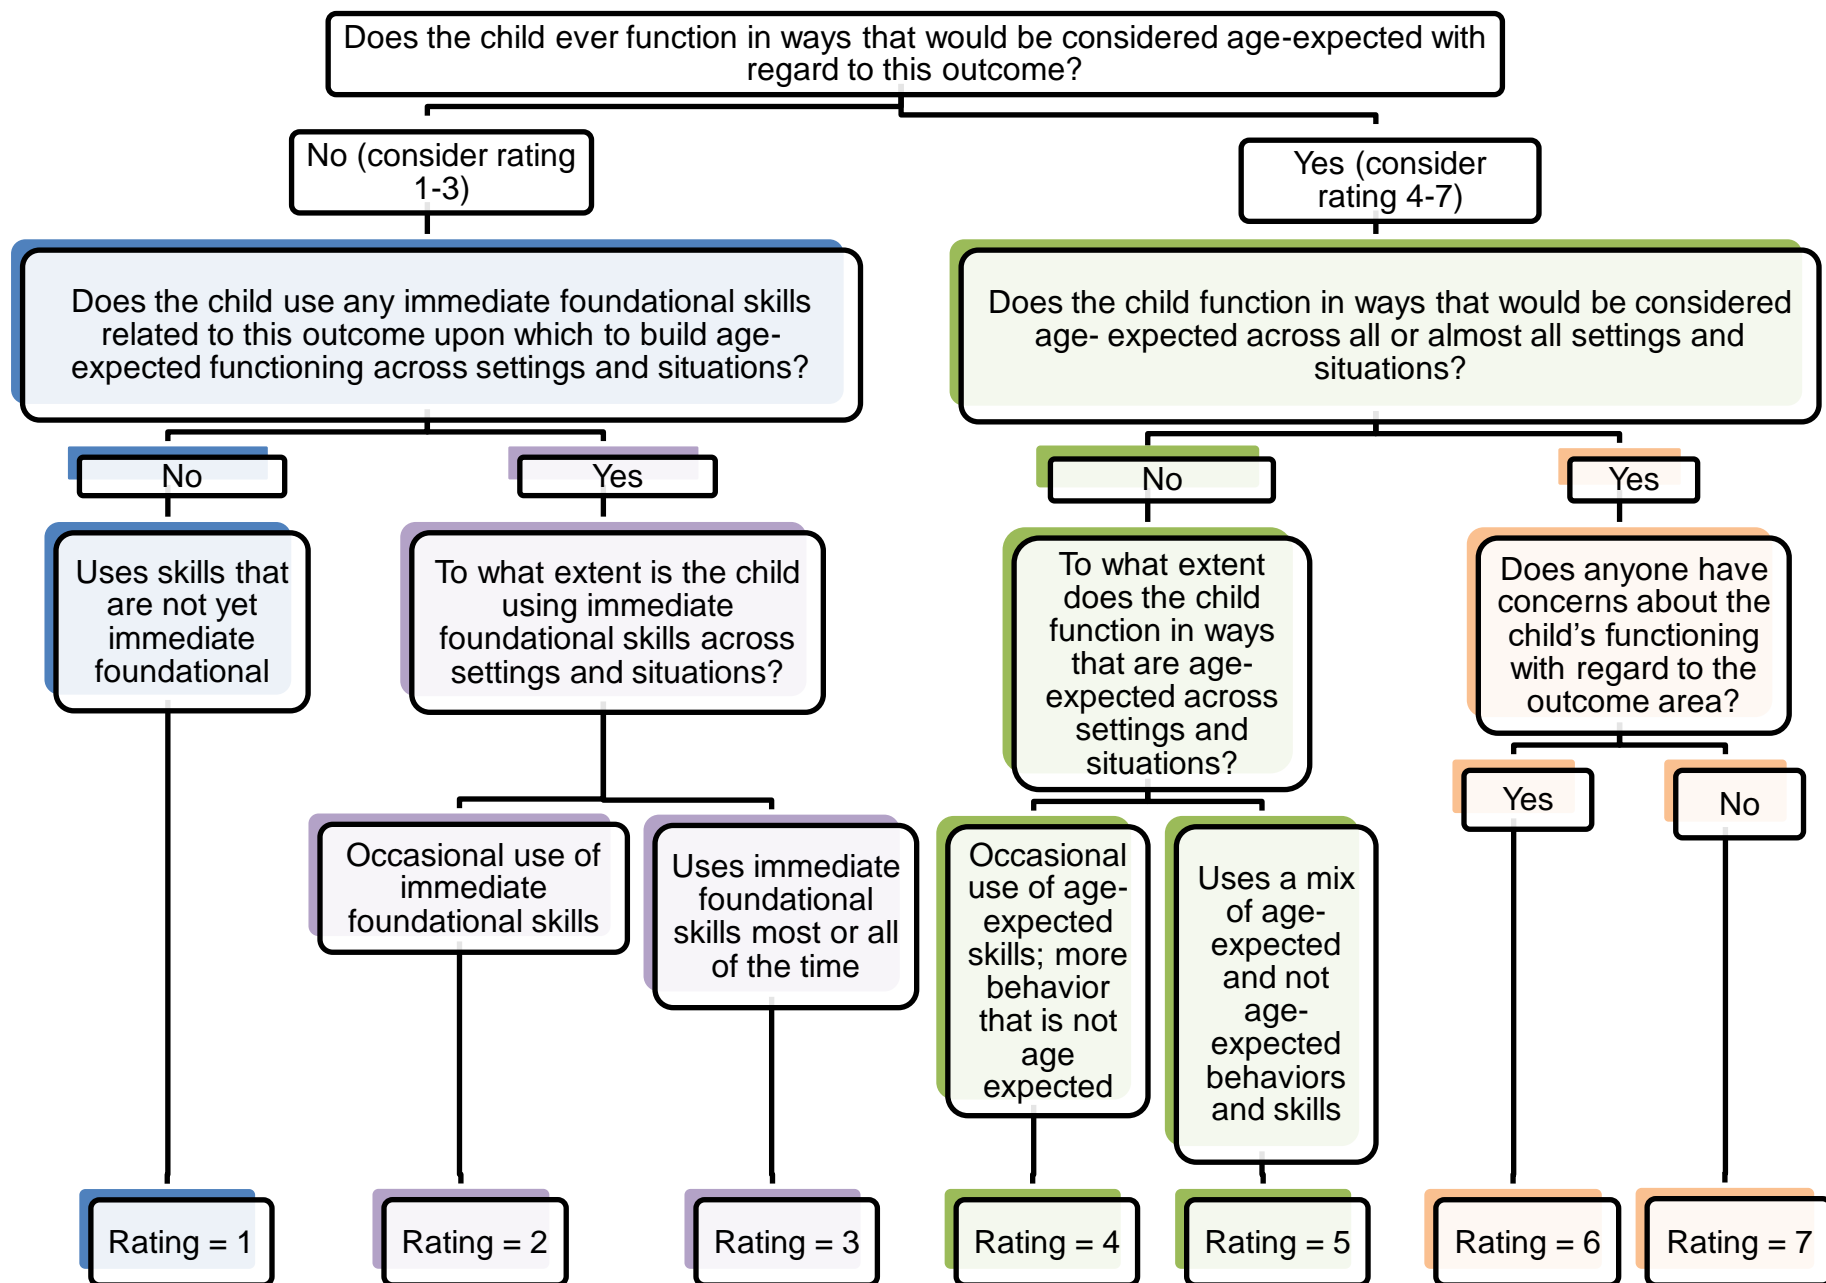 Does the child ever function in ways that would be considered age-expected with
regard to this outcome?
No (consider rating
1-3)
Yes (consider
rating 4-7)
Does the child use any immediate foundational skills
related to this outcome upon which to build age-
expected functioning across settings and situations?
Does the child function in ways that would be considered
age- expected across all or almost all settings and
situations?
No
Yes
No
Yes
Uses skills that
are not yet
immediate
foundational
To what extent is the child
using immediate
foundational skills across
settings and situations?
To what extent
does the child
function in ways
that are age-
expected across
settings and
situations?
Does anyone have
concerns about the
child’s functioning
with regard to the
outcome area?
Yes
No
Occasional use of
immediate
foundational skills
Uses immediate
foundational
skills most or all
of the time
Occasional
use of age-
expected
skills; more
behavior
that is not
age
expected
Uses a mix
of age-
expected
and not
age-
expected
behaviors
and skills
Rating = 1
Rating = 2
Rating = 3
Rating = 4
Rating = 5
Rating = 6
Rating = 7